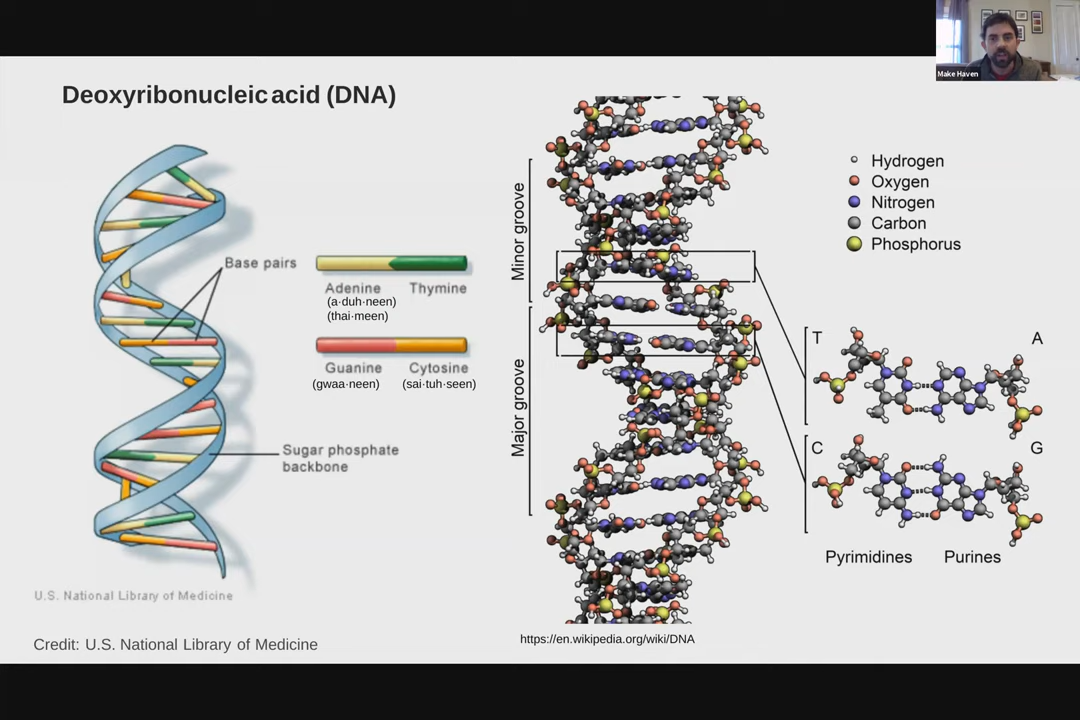 Make Haven
Deoxyribonucleic acid (DNA)
Base pairs
Adenine Thymine
(a·duh·neen)
(thai·meen)
Guanine Cytosine
(gwaa·neen) (sai·tuh·seen)
Sugar phosphate
backbone
U.S. National Library of Medicine
Credit: U.S. National Library of Medicine
Minor groove
Major groove
Hydrogen
Oxygen
Nitrogen
Carbon
Phosphorus
T A
C G
Pyrimidines Purines
https://en.wikipedia.org/wiki/DNA